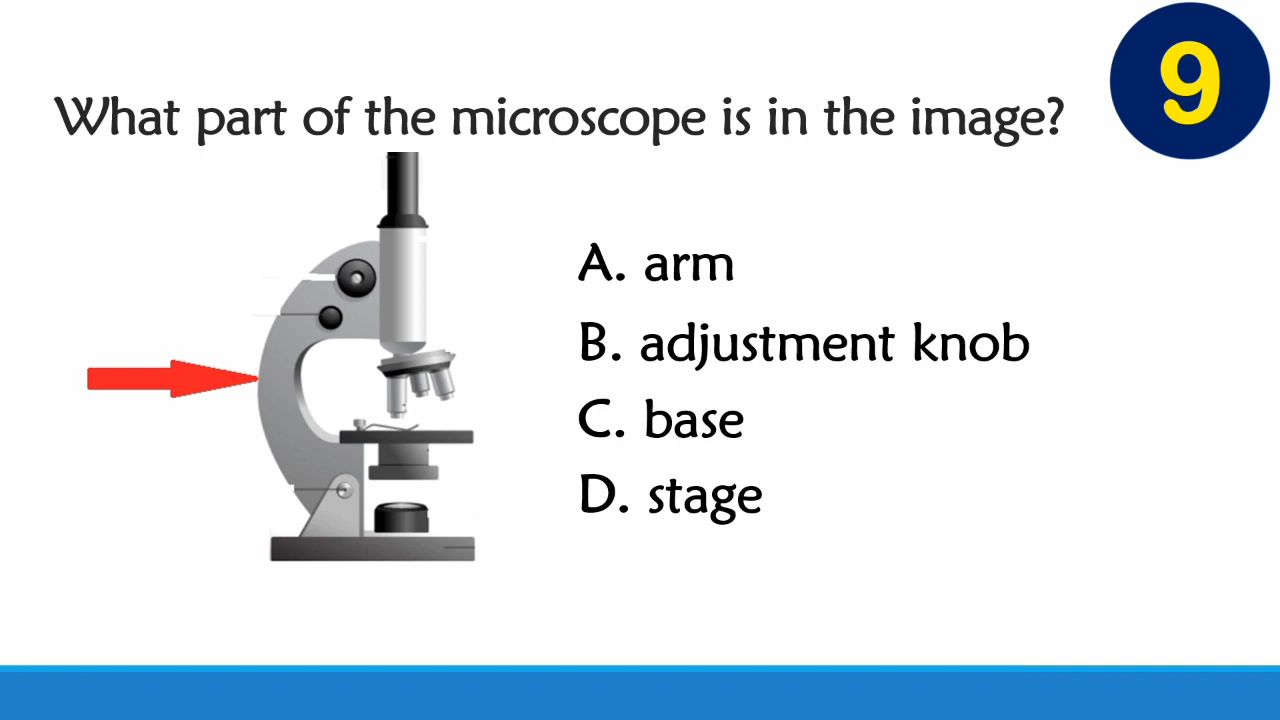 9
What part of the microscope is in the image?
A. arm
B. adjustment knob
C. base
D. stage